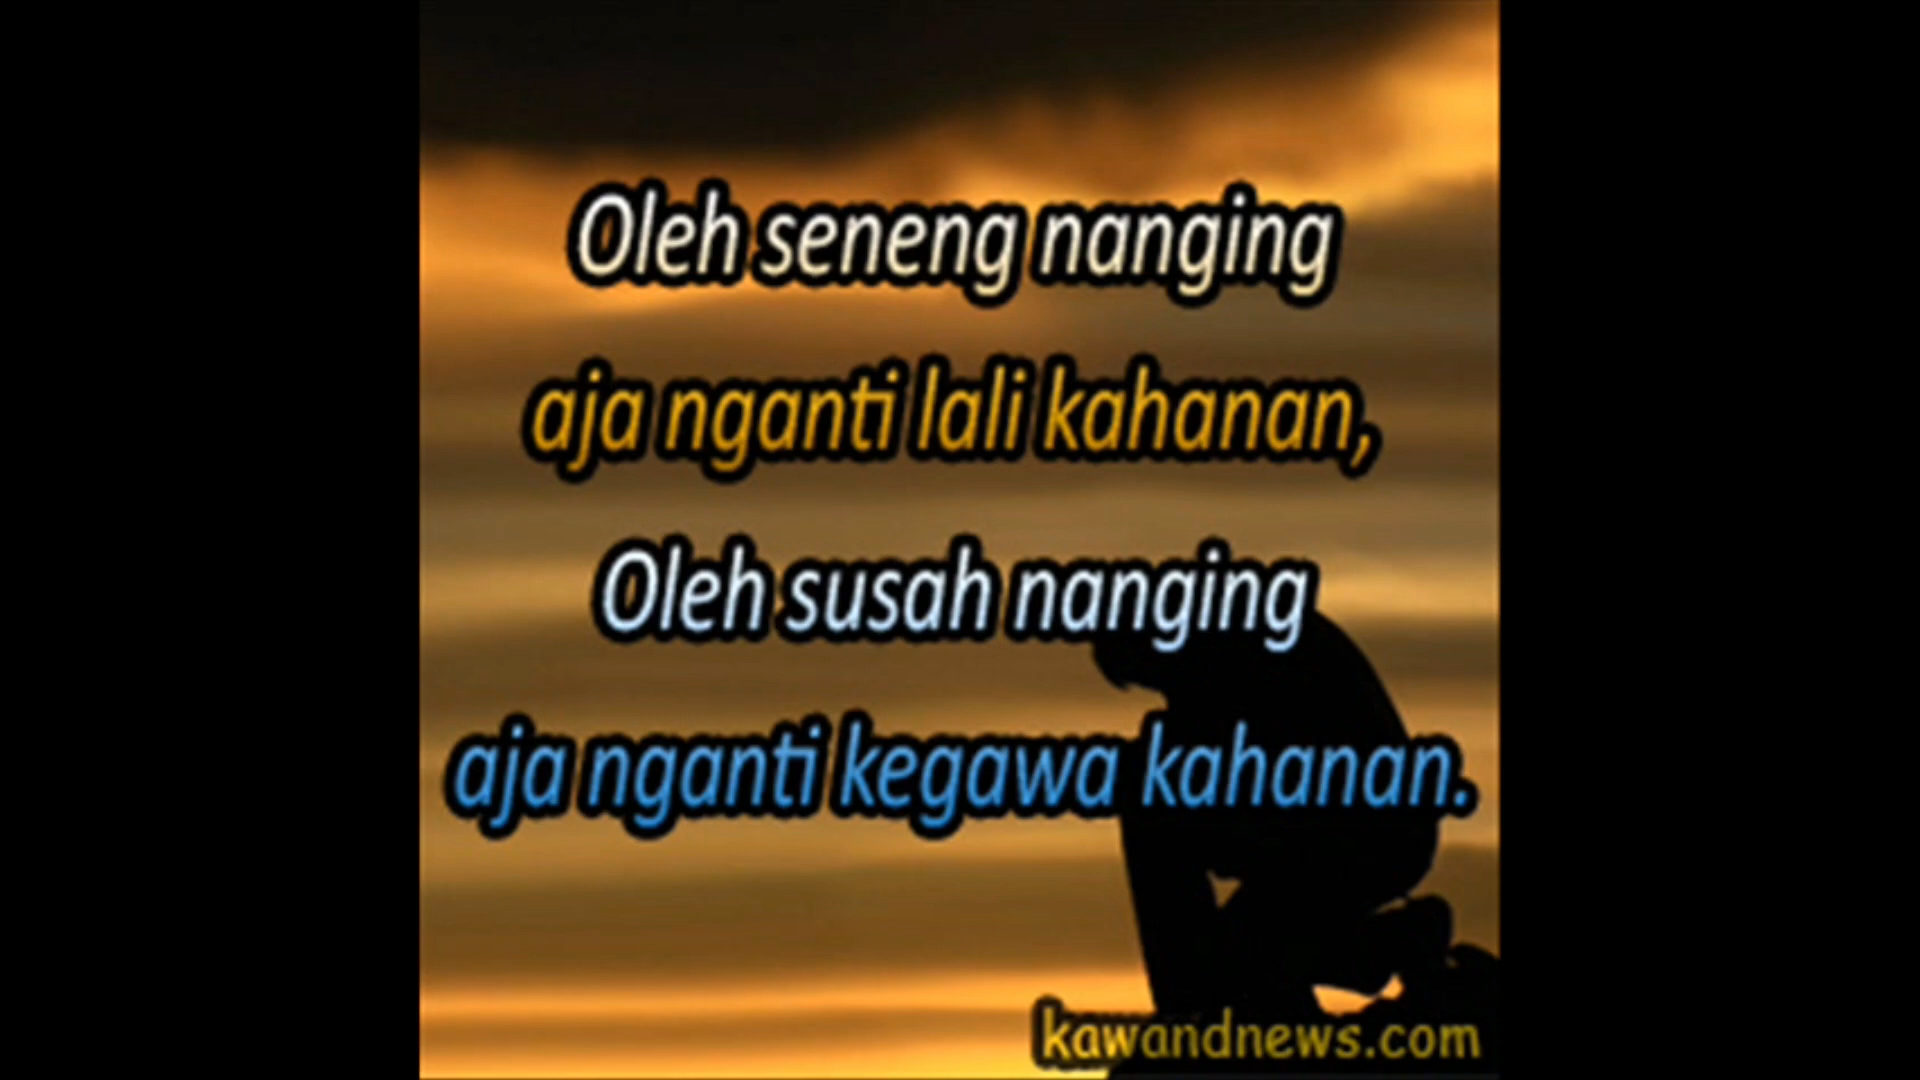 Oleh seneng nanging
aja nganti lali kahanan,
Oleh susah nanging
aja nganti kegawa kahanan.
kawandnews.com